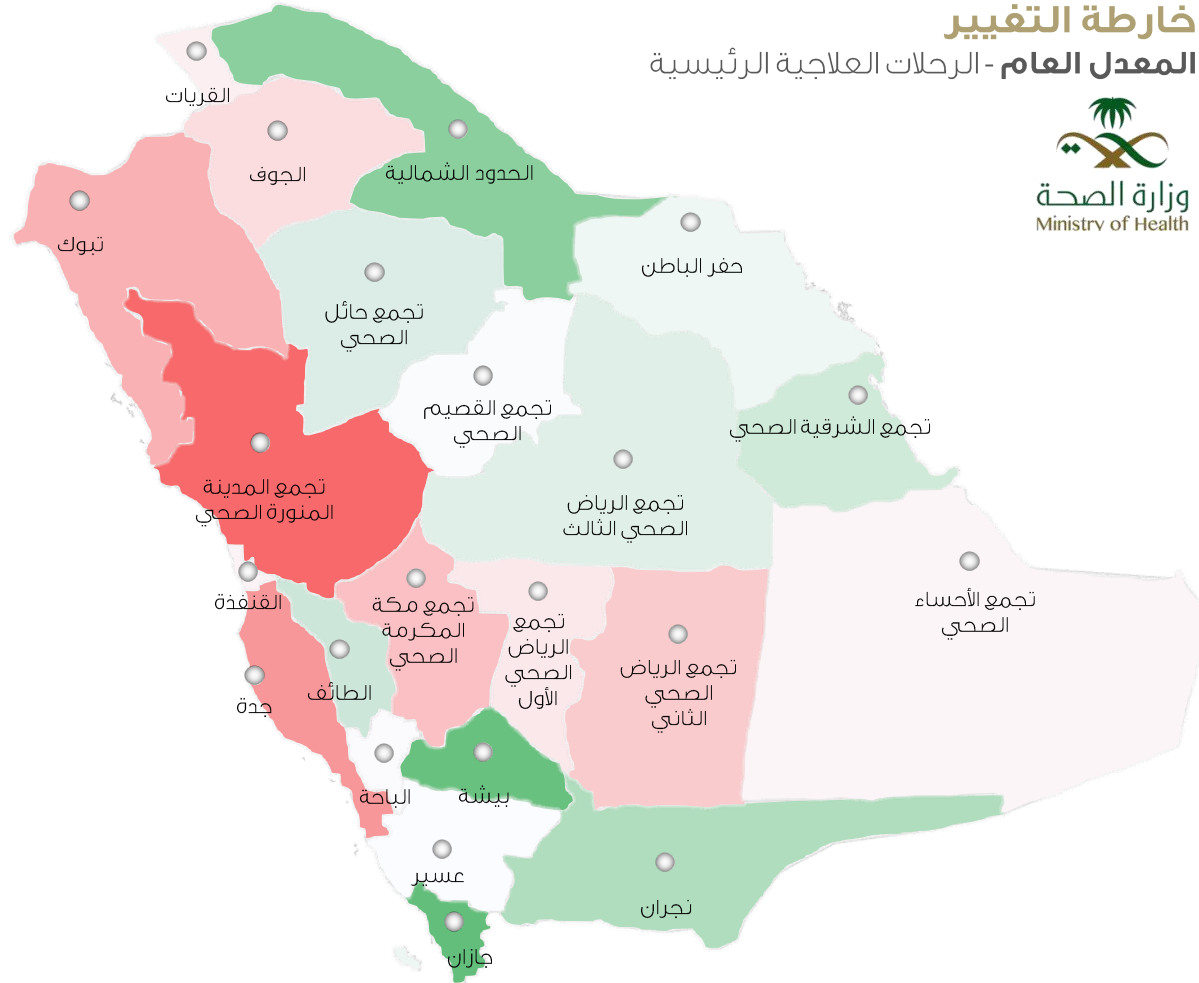 خارطة التغيير
المعدل العام - الرحلات العلاجية الرئيسية
وزارة الصحة
Ministry of Health
القريات
الحدود الشمالية
الجوف
تبوك
حفر الباطن
تجمع حائل
الصحي
تجمع القصيم
الصحي
تجمع الشرقية الصحي
تجمع المدينة
المنورة الصحي
تجمع الرياض
الصحي الثالث
تجمع الأحساء
الصحي
القنفذة
تجمع مكة
المكرمة
الصحي
تجمع
الرياض
الصحي
الأول
تجمع الرياض
الصحي
الثاني
الطائف
جدة
الباحة
بيشة
عسير
نجران
جازان